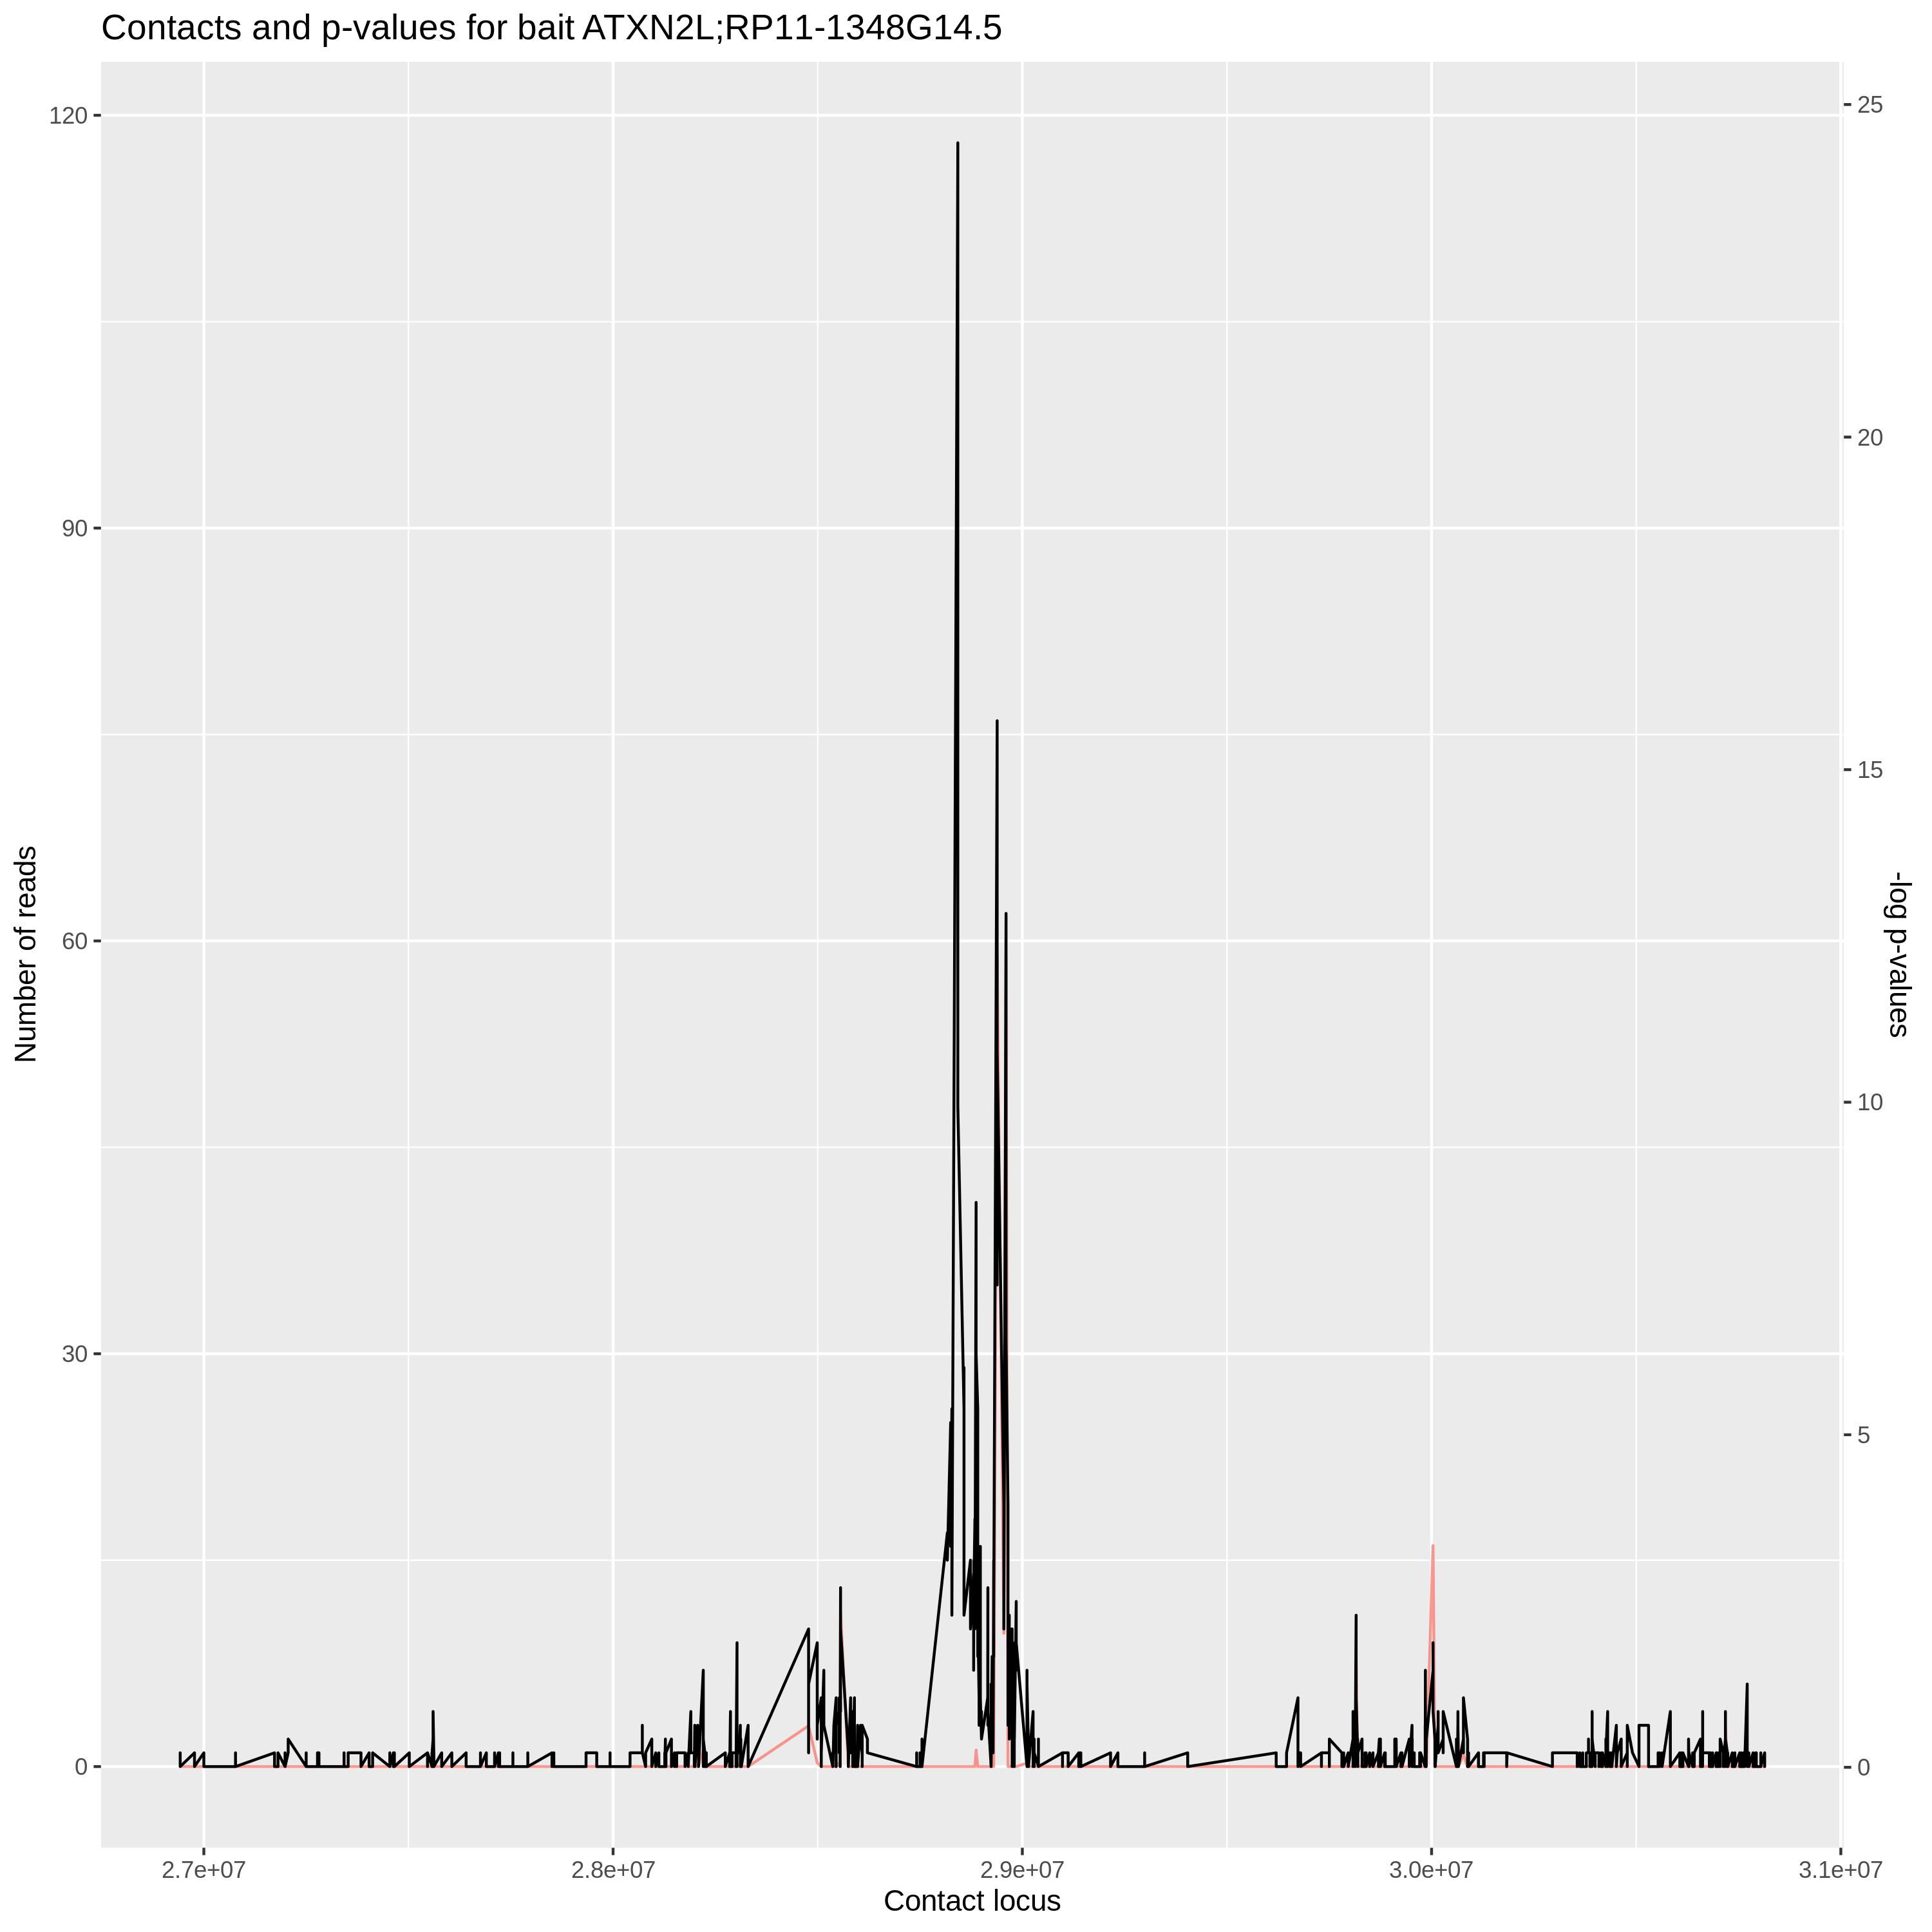 Contacts and p-values for bait ATXN2L;RP11-1348G14.5
120
90
60
30
0
Number of reads
25
20
15
10
5
0
-log p-values
2.7e+07 2.8e+07 2.9e+07 3.0e+07 3.1e+07
Contact locus